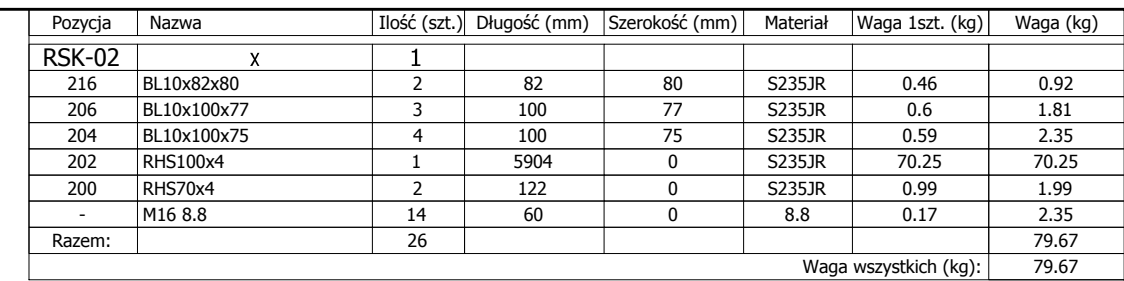 Pozycja Nazwa Ilość (szt.) Długość (mm) Szerokość (mm) Materiał Waga 1szt. (kg) Waga (kg)
RSK-02 x 1
216 BL10x82x80 2 82 80 S235JR 0.46 0.92
206 BL10x100x77 3 100 77 S235JR 0.6 1.81
204 BL10x100x75 4 100 75 S235JR 0.59 2.35
202 RHS100x4 1 5904 0 S235JR 70.25 70.25
200 RHS70x4 2 122 0 S235JR 0.99 1.99
- M16 8.8 14 60 0 8.8 0.17 2.35
Razem: 26 79.67
Waga wszystkich (kg): 79.67